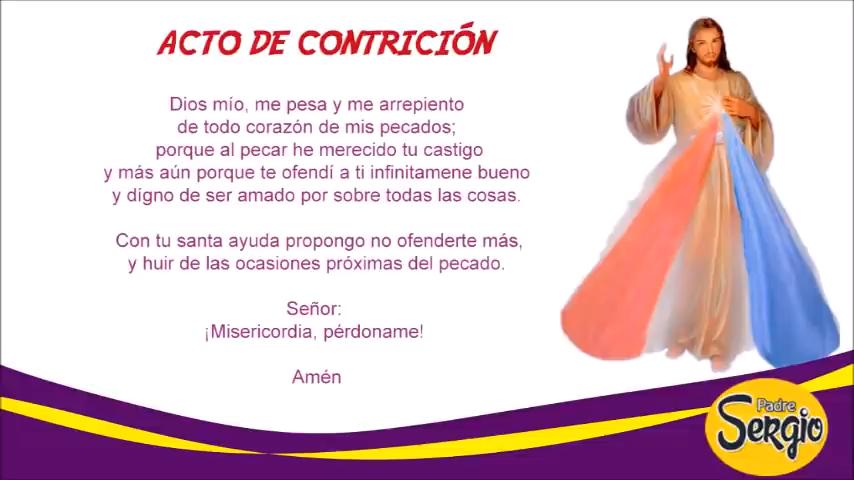 ACTO DE CONTRICIÓN
Dios mío, me pesa y me arrepiento
de todo corazón de mis pecados;
porque al pecar he merecido tu castigo
y más aún porque te ofendí a ti infinitamene bueno
y dígno de ser amado por sobre todas las cosas.
Con tu santa ayuda propongo no ofenderte más,
y huir de las ocasiones próximas del pecado.
Señor:
¡Misericordia, pérdoname!
Amén
Padre
Sergio